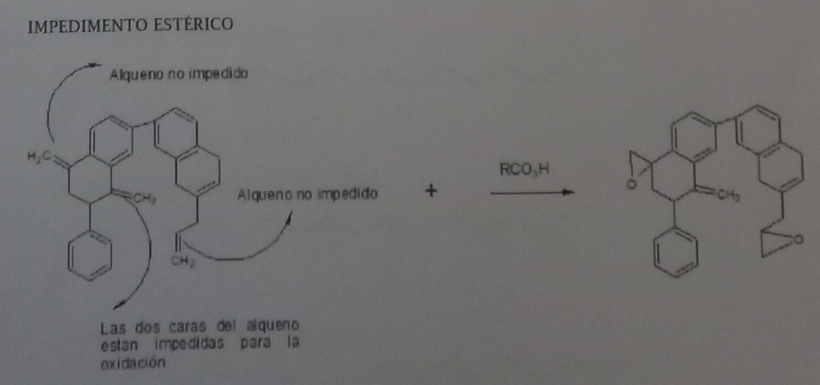 IMPEDIMENTO ESTÉRICO
Alqueno no impedido
H₂C
CH₂
Alqueno no impedido
CH₂
Las dos caras del alqueno
estan impedidas para la
oxidación
+
RCO₃H
O
CH₂
O